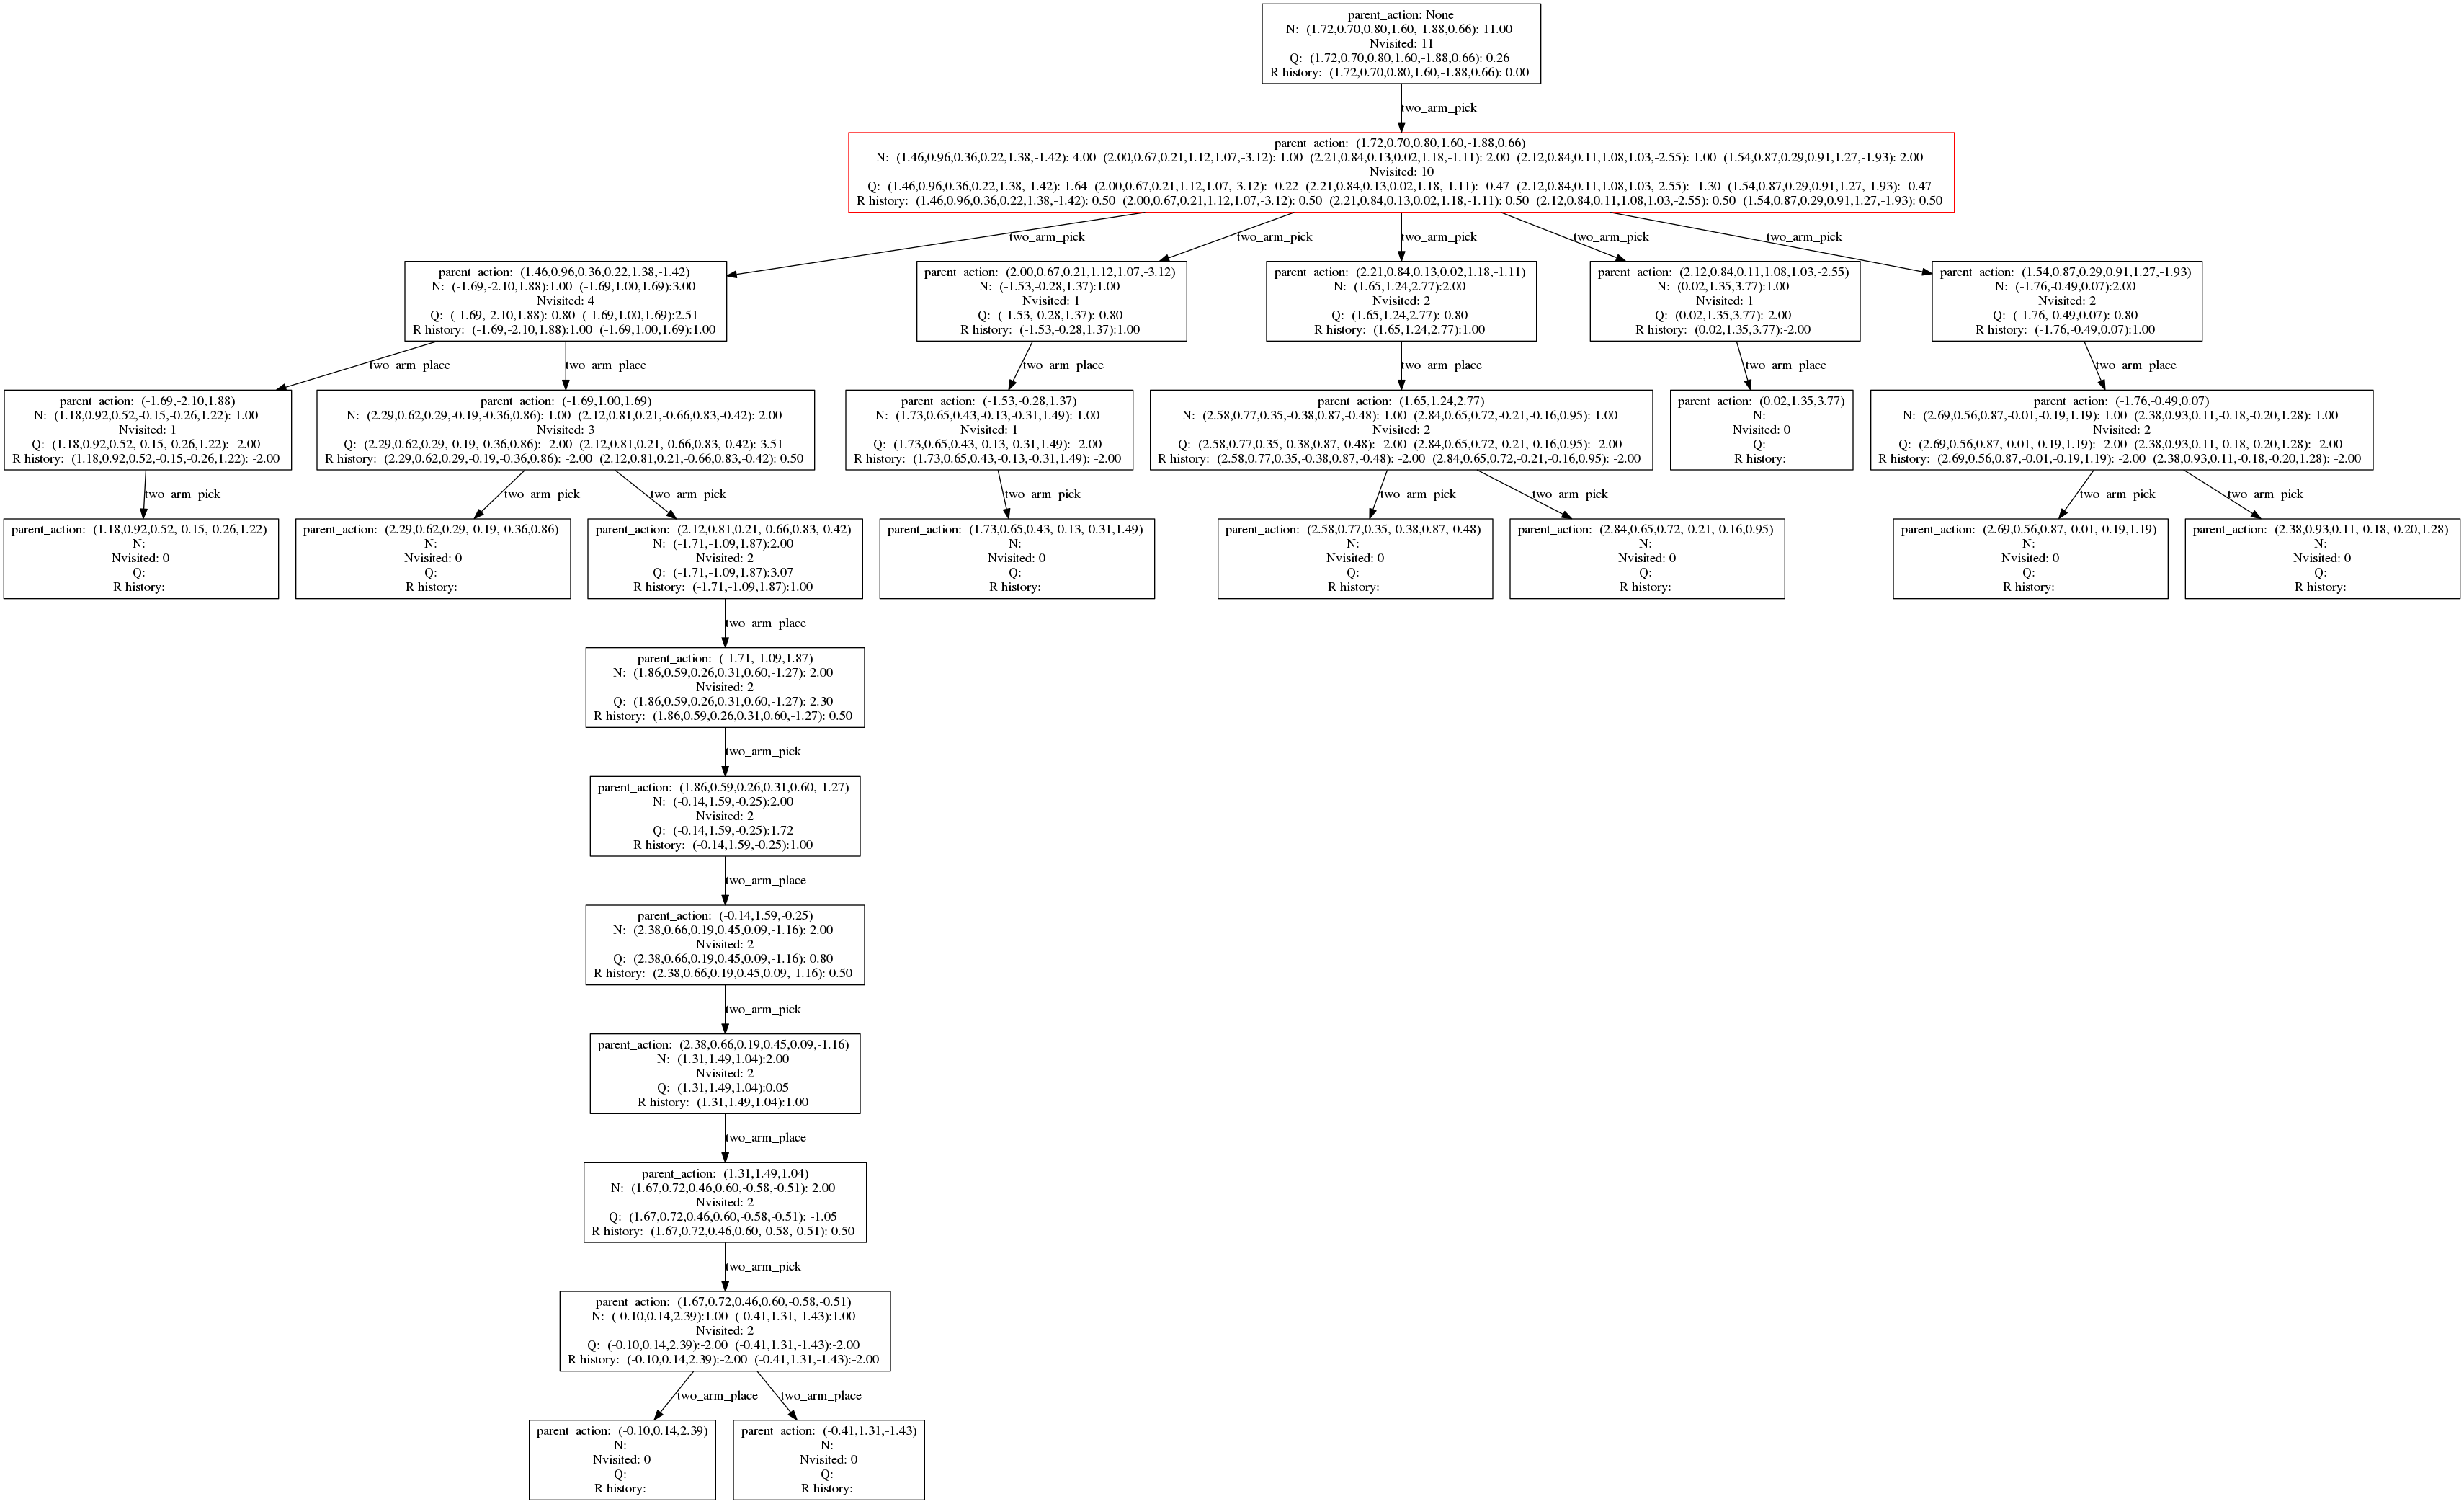 parent_action: None
N: (1.72,0.70,0.80,1.60,-1.88,0.66): 11.00
Nvisited: 11
Q: (1.72,0.70,0.80,1.60,-1.88,0.66): 0.26
R history: (1.72,0.70,0.80,1.60,-1.88,0.66): 0.00
two_arm_pick
parent_action: (1.72,0.70,0.80,1.60,-1.88,0.66)
N: (1.46,0.96,0.36,0.22,1.38,-1.42): 4.00 (2.00,0.67,0.21,1.12,1.07,-3.12): 1.00 (2.21,0.84,0.13,0.02,1.18,-1.11): 2.00 (2.12,0.84,0.11,1.08,1.03,-2.55): 1.00 (1.54,0.87,0.29,0.91,1.27,-1.93): 2.00
Nvisited: 10
Q: (1.46,0.96,0.36,0.22,1.38,-1.42): 1.64 (2.00,0.67,0.21,1.12,1.07,-3.12): -0.22 (2.21,0.84,0.13,0.02,1.18,-1.11): -0.47 (2.12,0.84,0.11,1.08,1.03,-2.55): -1.30 (1.54,0.87,0.29,0.91,1.27,-1.93): -0.47
R history: (1.46,0.96,0.36,0.22,1.38,-1.42): 0.50 (2.00,0.67,0.21,1.12,1.07,-3.12): 0.50 (2.21,0.84,0.13,0.02,1.18,-1.11): 0.50 (2.12,0.84,0.11,1.08,1.03,-2.55): 0.50 (1.54,0.87,0.29,0.91,1.27,-1.93): 0.50
two_arm_pick
two_arm_pick
two_arm_pick
two_arm_pick
two_arm_pick
parent_action: (1.46,0.96,0.36,0.22,1.38,-1.42)
N: (-1.69,-2.10,1.88):1.00 (-1.69,1.00,1.69):3.00
Nvisited: 4
Q: (-1.69,-2.10,1.88):-0.80 (-1.69,1.00,1.69):2.51
R history: (-1.69,-2.10,1.88):1.00 (-1.69,1.00,1.69):1.00
parent_action: (2.00,0.67,0.21,1.12,1.07,-3.12)
N: (-1.53,-0.28,1.37):1.00
Nvisited: 1
Q: (-1.53,-0.28,1.37):-0.80
R history: (-1.53,-0.28,1.37):1.00
parent_action: (2.21,0.84,0.13,0.02,1.18,-1.11)
N: (1.65,1.24,2.77):2.00
Nvisited: 2
Q: (1.65,1.24,2.77):-0.80
R history: (1.65,1.24,2.77):1.00
parent_action: (2.12,0.84,0.11,1.08,1.03,-2.55)
N: (0.02,1.35,3.77):1.00
Nvisited: 1
Q: (0.02,1.35,3.77):-2.00
R history: (0.02,1.35,3.77):-2.00
parent_action: (1.54,0.87,0.29,0.91,1.27,-1.93)
N: (-1.76,-0.49,0.07):2.00
Nvisited: 2
Q: (-1.76,-0.49,0.07):-0.80
R history: (-1.76,-0.49,0.07):1.00
two_arm_place
two_arm_place
two_arm_place
two_arm_place
two_arm_place
two_arm_place
parent_action: (-1.69,-2.10,1.88)
N: (1.18,0.92,0.52,-0.15,-0.26,1.22): 1.00
Nvisited: 1
Q: (1.18,0.92,0.52,-0.15,-0.26,1.22): -2.00
R history: (1.18,0.92,0.52,-0.15,-0.26,1.22): -2.00
parent_action: (-1.69,1.00,1.69)
N: (2.29,0.62,0.29,-0.19,-0.36,0.86): 1.00 (2.12,0.81,0.21,-0.66,0.83,-0.42): 2.00
Nvisited: 3
Q: (2.29,0.62,0.29,-0.19,-0.36,0.86): -2.00 (2.12,0.81,0.21,-0.66,0.83,-0.42): 3.51
R history: (2.29,0.62,0.29,-0.19,-0.36,0.86): -2.00 (2.12,0.81,0.21,-0.66,0.83,-0.42): 0.50
parent_action: (-1.53,-0.28,1.37)
N: (1.73,0.65,0.43,-0.13,-0.31,1.49): 1.00
Nvisited: 1
Q: (1.73,0.65,0.43,-0.13,-0.31,1.49): -2.00
R history: (1.73,0.65,0.43,-0.13,-0.31,1.49): -2.00
parent_action: (1.65,1.24,2.77)
N: (2.58,0.77,0.35,-0.38,0.87,-0.48): 1.00 (2.84,0.65,0.72,-0.21,-0.16,0.95): 1.00
Nvisited: 2
Q: (2.58,0.77,0.35,-0.38,0.87,-0.48): -2.00 (2.84,0.65,0.72,-0.21,-0.16,0.95): -2.00
R history: (2.58,0.77,0.35,-0.38,0.87,-0.48): -2.00 (2.84,0.65,0.72,-0.21,-0.16,0.95): -2.00
parent_action: (0.02,1.35,3.77)
N:
Nvisited: 0
Q:
R history:
parent_action: (-1.76,-0.49,0.07)
N: (2.69,0.56,0.87,-0.01,-0.19,1.19): 1.00 (2.38,0.93,0.11,-0.18,-0.20,1.28): 1.00
Nvisited: 2
Q: (2.69,0.56,0.87,-0.01,-0.19,1.19): -2.00 (2.38,0.93,0.11,-0.18,-0.20,1.28): -2.00
R history: (2.69,0.56,0.87,-0.01,-0.19,1.19): -2.00 (2.38,0.93,0.11,-0.18,-0.20,1.28): -2.00
two_arm_pick
two_arm_pick
two_arm_pick
two_arm_pick
two_arm_pick
two_arm_pick
two_arm_pick
two_arm_pick
parent_action: (1.18,0.92,0.52,-0.15,-0.26,1.22)
N:
Nvisited: 0
Q:
R history:
parent_action: (2.29,0.62,0.29,-0.19,-0.36,0.86)
N:
Nvisited: 0
Q:
R history:
parent_action: (2.12,0.81,0.21,-0.66,0.83,-0.42)
N: (-1.71,-1.09,1.87):2.00
Nvisited: 2
Q: (-1.71,-1.09,1.87):3.07
R history: (-1.71,-1.09,1.87):1.00
parent_action: (1.73,0.65,0.43,-0.13,-0.31,1.49)
N:
Nvisited: 0
Q:
R history:
parent_action: (2.58,0.77,0.35,-0.38,0.87,-0.48)
N:
Nvisited: 0
Q:
R history:
parent_action: (2.84,0.65,0.72,-0.21,-0.16,0.95)
N:
Nvisited: 0
Q:
R history:
parent_action: (2.69,0.56,0.87,-0.01,-0.19,1.19)
N:
Nvisited: 0
Q:
R history:
parent_action: (2.38,0.93,0.11,-0.18,-0.20,1.28)
N:
Nvisited: 0
Q:
R history:
two_arm_place
parent_action: (-1.71,-1.09,1.87)
N: (1.86,0.59,0.26,0.31,0.60,-1.27): 2.00
Nvisited: 2
Q: (1.86,0.59,0.26,0.31,0.60,-1.27): 2.30
R history: (1.86,0.59,0.26,0.31,0.60,-1.27): 0.50
two_arm_pick
parent_action: (1.86,0.59,0.26,0.31,0.60,-1.27)
N: (-0.14,1.59,-0.25):2.00
Nvisited: 2
Q: (-0.14,1.59,-0.25):1.72
R history: (-0.14,1.59,-0.25):1.00
two_arm_place
parent_action: (-0.14,1.59,-0.25)
N: (2.38,0.66,0.19,0.45,0.09,-1.16): 2.00
Nvisited: 2
Q: (2.38,0.66,0.19,0.45,0.09,-1.16): 0.80
R history: (2.38,0.66,0.19,0.45,0.09,-1.16): 0.50
two_arm_pick
parent_action: (2.38,0.66,0.19,0.45,0.09,-1.16)
N: (1.31,1.49,1.04):2.00
Nvisited: 2
Q: (1.31,1.49,1.04):0.05
R history: (1.31,1.49,1.04):1.00
two_arm_place
parent_action: (1.31,1.49,1.04)
N: (1.67,0.72,0.46,0.60,-0.58,-0.51): 2.00
Nvisited: 2
Q: (1.67,0.72,0.46,0.60,-0.58,-0.51): -1.05
R history: (1.67,0.72,0.46,0.60,-0.58,-0.51): 0.50
two_arm_pick
parent_action: (1.67,0.72,0.46,0.60,-0.58,-0.51)
N: (-0.10,0.14,2.39):1.00 (-0.41,1.31,-1.43):1.00
Nvisited: 2
Q: (-0.10,0.14,2.39):-2.00 (-0.41,1.31,-1.43):-2.00
R history: (-0.10,0.14,2.39):-2.00 (-0.41,1.31,-1.43):-2.00
two_arm_place
two_arm_place
parent_action: (-0.10,0.14,2.39)
N:
Nvisited: 0
Q:
R history:
parent_action: (-0.41,1.31,-1.43)
N:
Nvisited: 0
Q:
R history: